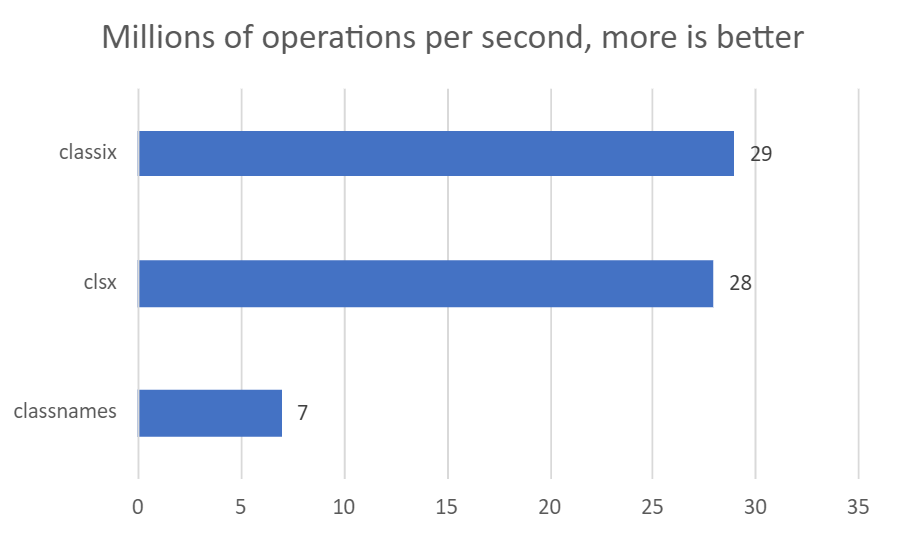 Millions of operations per second, more is better
classix
29
clsx
28
classnames
7
0 5 10 15 20 25 30 35